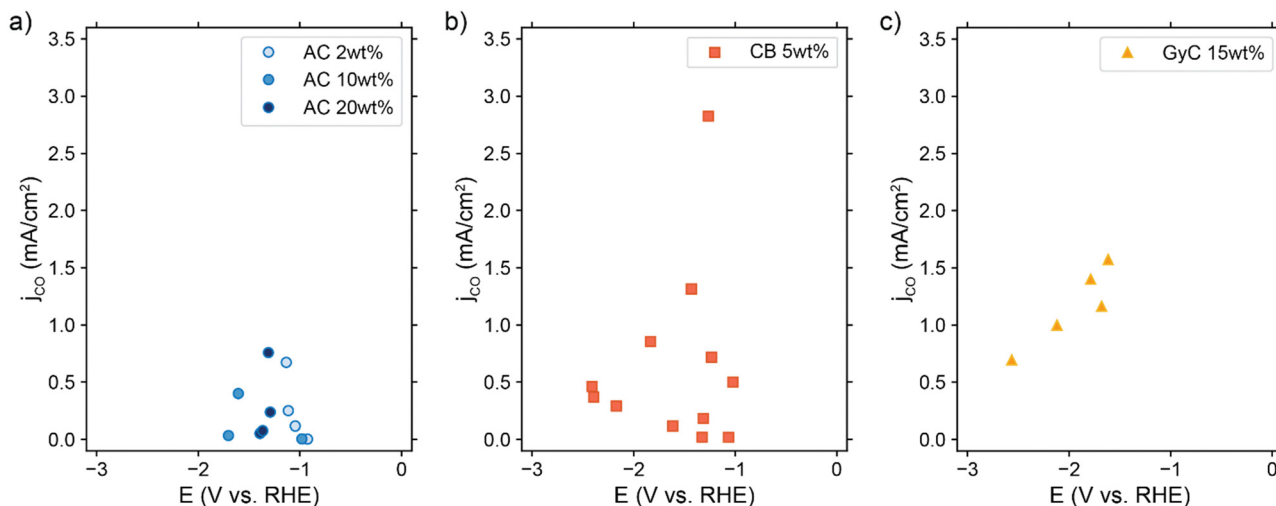 a)
3.5
3.0
2.5
2.0
1.5
1.0
0.5
0.0
j_CO (mA/cm²)
AC 2wt%
AC 10wt%
AC 20wt%
−3 −2 −1 0
E (V vs. RHE)
b)
3.5
3.0
2.5
2.0
1.5
1.0
0.5
0.0
j_CO (mA/cm²)
CB 5wt%
−3 −2 −1 0
E (V vs. RHE)
c)
3.5
3.0
2.5
2.0
1.5
1.0
0.5
0.0
j_CO (mA/cm²)
GyC 15wt%
−3 −2 −1 0
E (V vs. RHE)